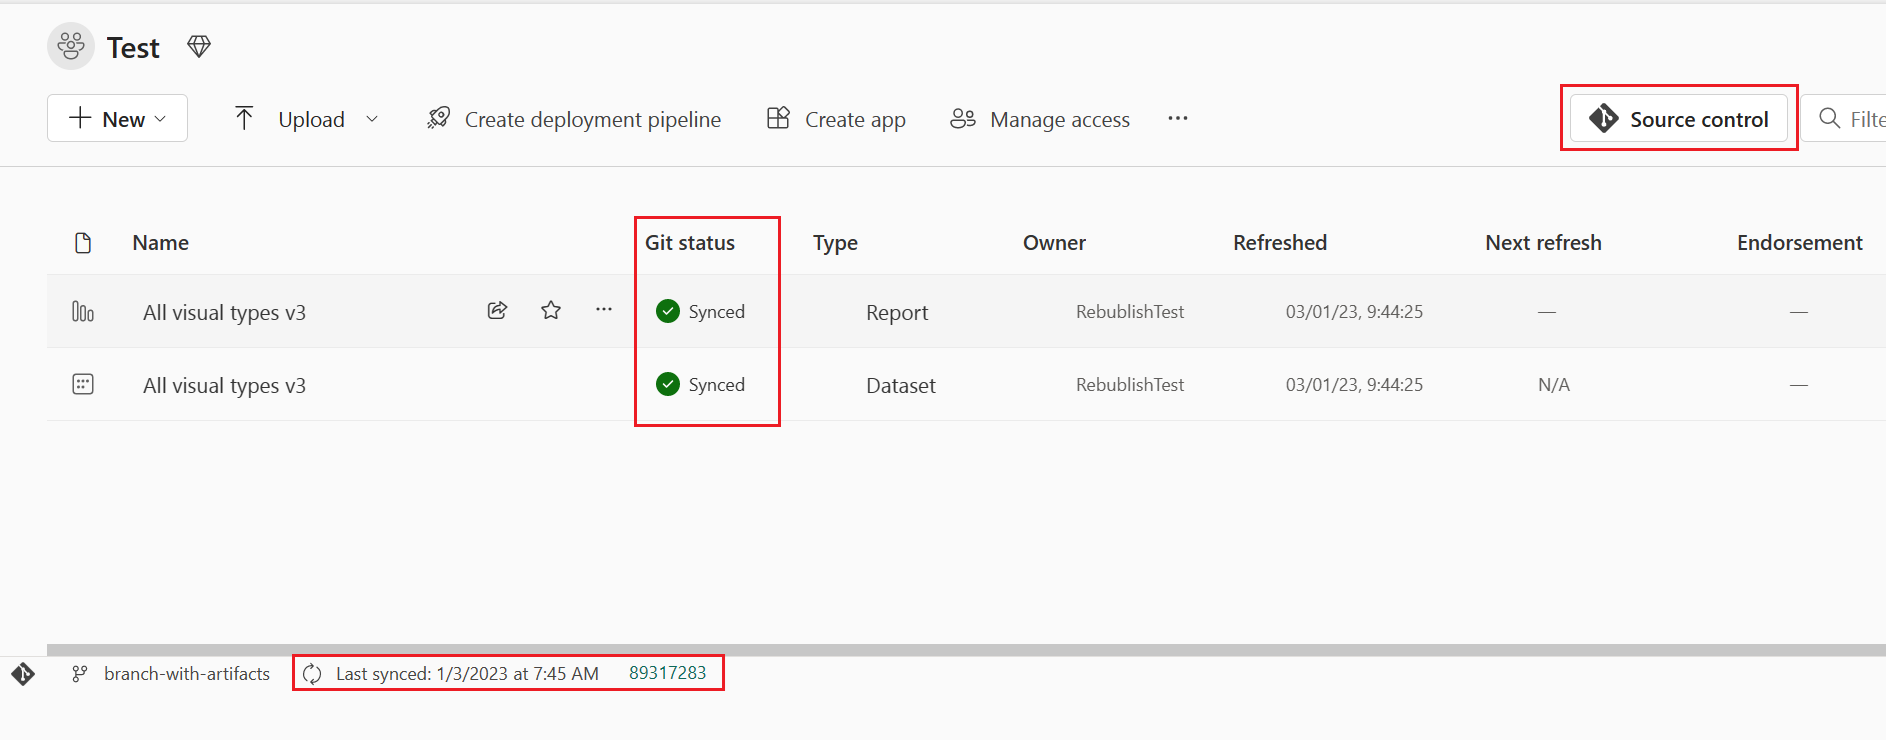 Test
New
Upload
Create deployment pipeline
Create app
Manage access
Source control
Filte
Name
Git status
Type
Owner
Refreshed
Next refresh
Endorsement
All visual types v3
Synced
Report
RebublishTest
03/01/23, 9:44:25
—
—
All visual types v3
Synced
Dataset
RebublishTest
03/01/23, 9:44:25
N/A
—
branch-with-artifacts
Last synced: 1/3/2023 at 7:45 AM
89317283